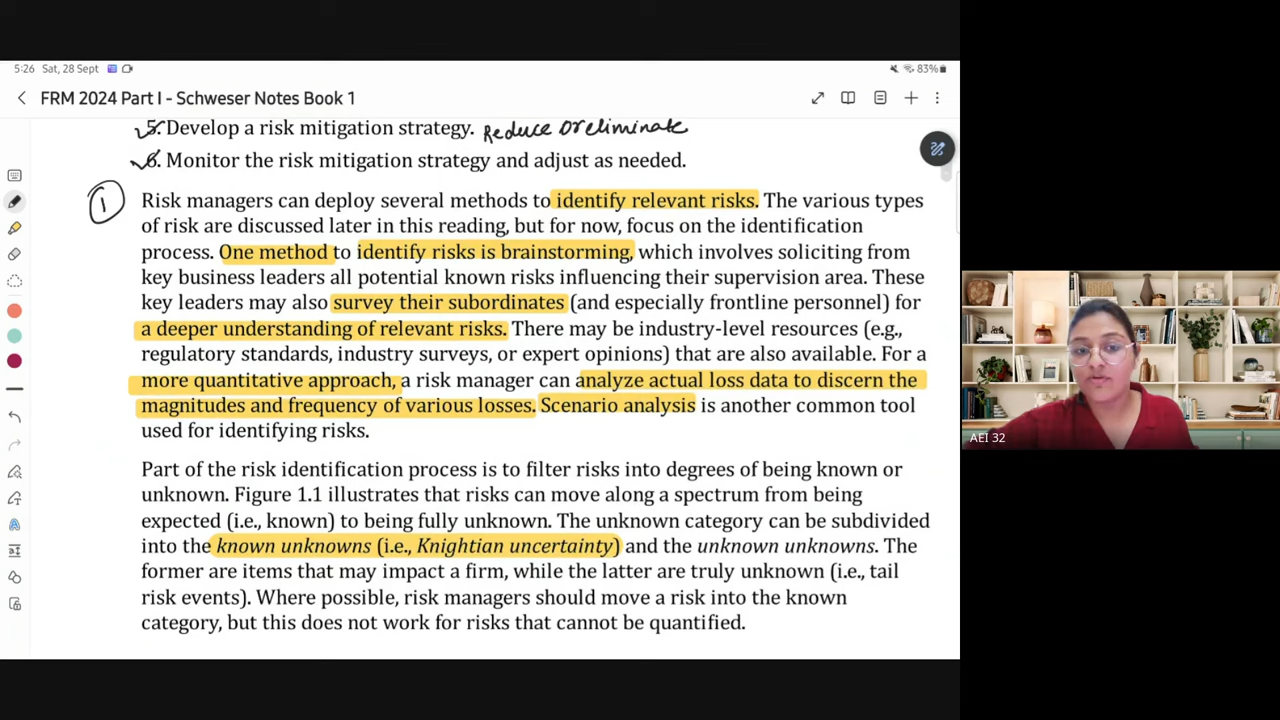 5:26 Sat, 28 Sept 83%
FRM 2024 Part I - Schweser Notes Book 1
5. Develop a risk mitigation strategy. Reduce or eliminate
6. Monitor the risk mitigation strategy and adjust as needed.
1 Risk managers can deploy several methods to identify relevant risks. The various types
of risk are discussed later in this reading, but for now, focus on the identification
process. One method to identify risks is brainstorming, which involves soliciting from
key business leaders all potential known risks influencing their supervision area. These
key leaders may also survey their subordinates (and especially frontline personnel) for
a deeper understanding of relevant risks. There may be industry-level resources (e.g.,
regulatory standards, industry surveys, or expert opinions) that are also available. For a
more quantitative approach, a risk manager can analyze actual loss data to discern the
magnitudes and frequency of various losses. Scenario analysis is another common tool
used for identifying risks.
Part of the risk identification process is to filter risks into degrees of being known or
unknown. Figure 1.1 illustrates that risks can move along a spectrum from being
expected (i.e., known) to being fully unknown. The unknown category can be subdivided
into the known unknowns (i.e., Knightian uncertainty) and the unknown unknowns. The
former are items that may impact a firm, while the latter are truly unknown (i.e., tail
risk events). Where possible, risk managers should move a risk into the known
category, but this does not work for risks that cannot be quantified.
AEI 32